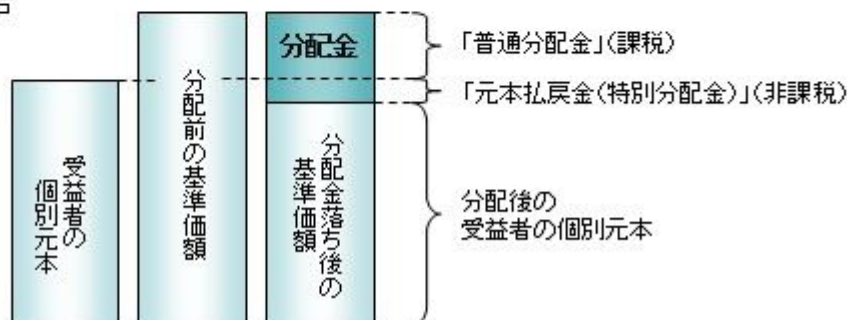 受益者の
個別元本
分配前の基準価額
分配金
分配金落ち後の
基準価額
「普通分配金」(課税)
「元本払戻金(特別分配金)」(非課税)
分配後の
受益者の個別元本